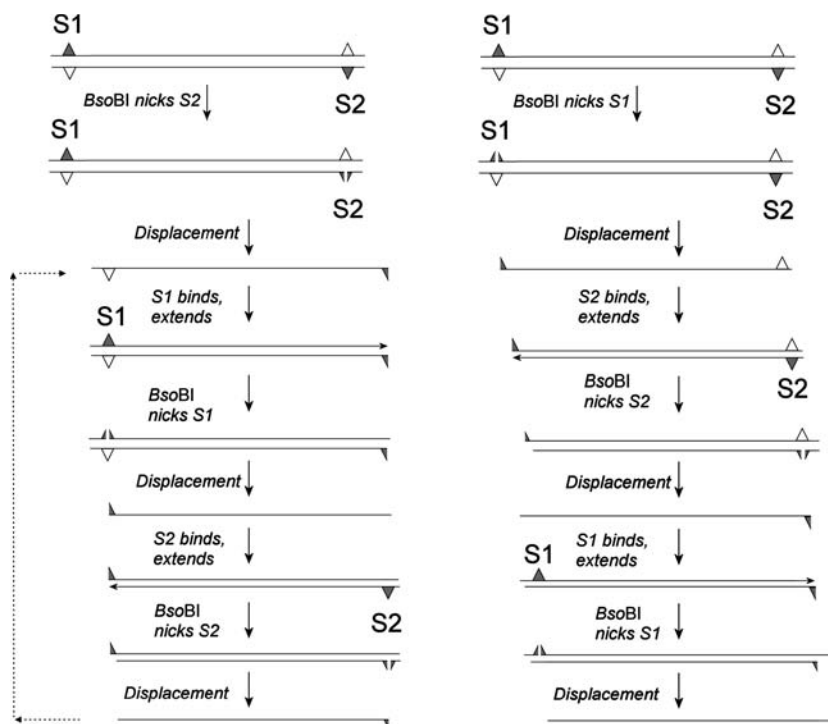 S1
BsoBI nicks S2
S2
S1
S2
Displacement
S1 binds,
extends
S1
BsoBI
nicks S1
Displacement
S2 binds,
extends
S2
BsoBI
nicks S2
Displacement
S1
BsoBI nicks S1
S2
S1
S2
Displacement
S2 binds,
extends
S2
BsoBI
nicks S2
Displacement
S1 binds,
extends
S1
BsoBI
nicks S1
Displacement